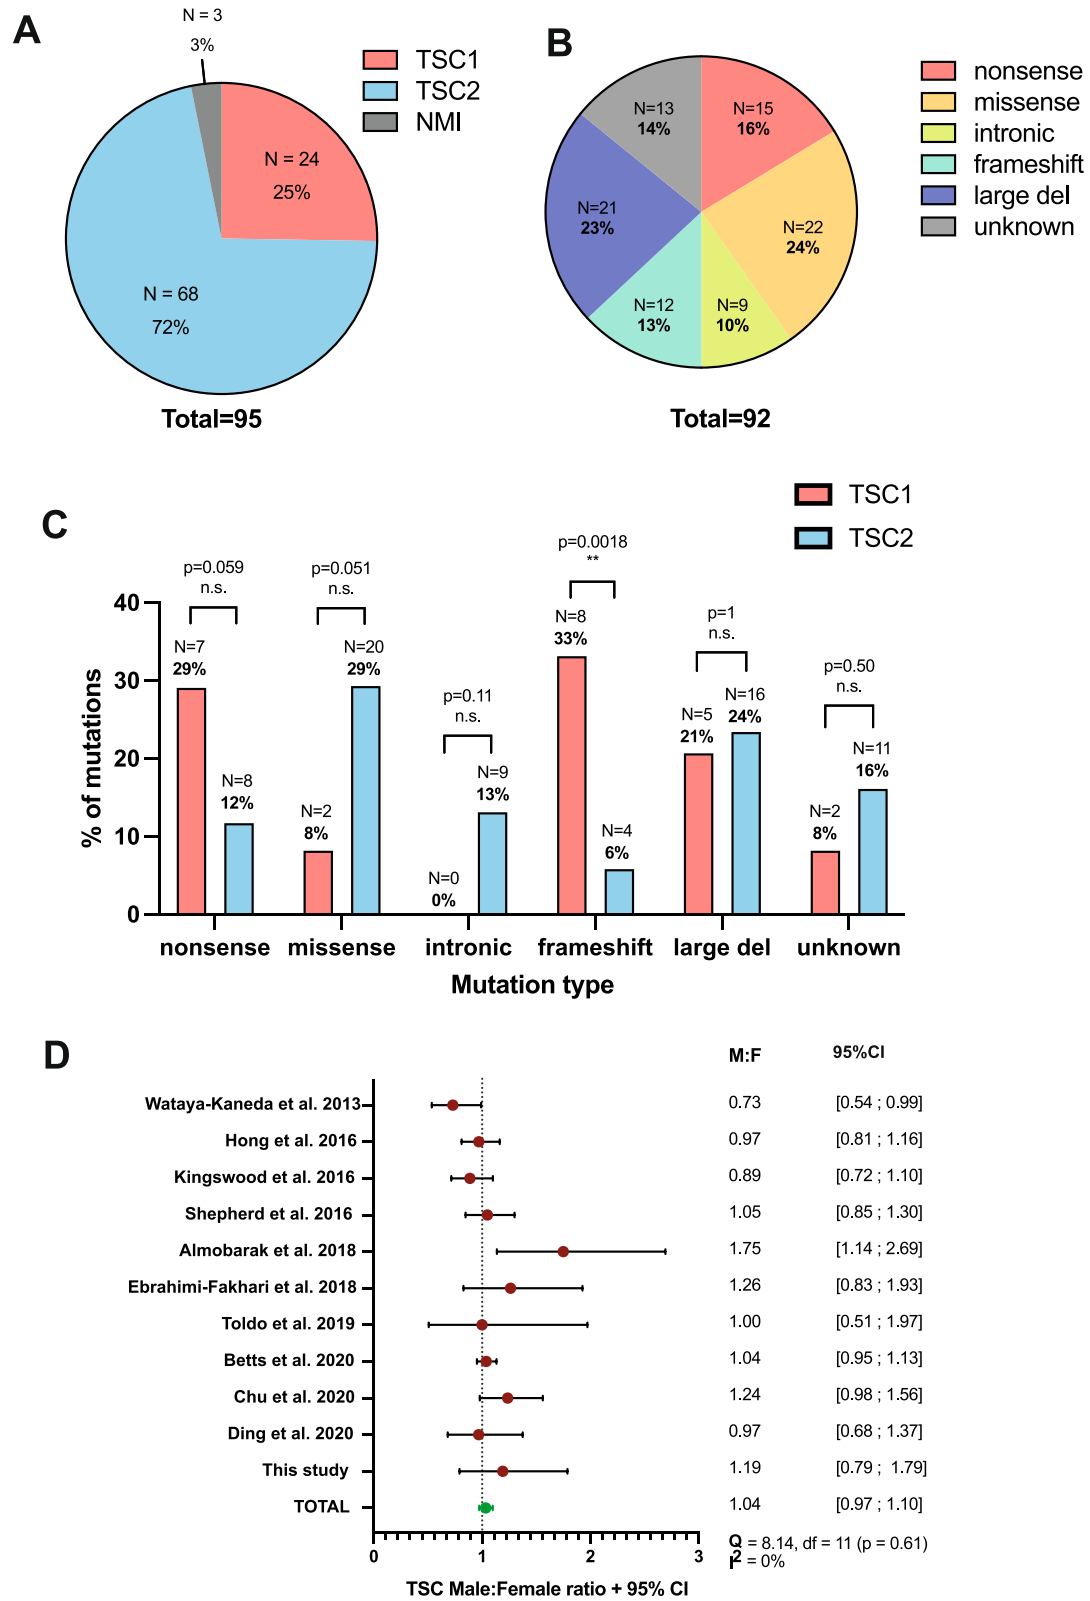 A
N = 3
3%
TSC1
TSC2
NMI
N = 24
25%
N = 68
72%
Total=95
B
nonsense
missense
intronic
frameshift
large del
unknown
N=13
14%
N=15
16%
N=21
23%
N=22
24%
N=12
13%
N=9
10%
Total=92
C
TSC1
TSC2
% of mutations
40
30
20
10
0
p=0.059
n.s.
N=7
29%
N=8
12%
p=0.051
n.s.
N=2
8%
N=20
29%
p=0.11
n.s.
N=0
0%
N=9
13%
p=0.0018
**
N=8
33%
N=4
6%
p=1
n.s.
N=5
21%
N=16
24%
p=0.50
n.s.
N=2
8%
N=11
16%
nonsense missense intronic frameshift large del unknown
Mutation type
D
M:F 95%CI
Wataya-Kaneda et al. 2013 0.73 [0.54 ; 0.99]
Hong et al. 2016 0.97 [0.81 ; 1.16]
Kingswood et al. 2016 0.89 [0.72 ; 1.10]
Shepherd et al. 2016 1.05 [0.85 ; 1.30]
Almobarak et al. 2018 1.75 [1.14 ; 2.69]
Ebrahimi-Fakhari et al. 2018 1.26 [0.83 ; 1.93]
Toldo et al. 2019 1.00 [0.51 ; 1.97]
Betts et al. 2020 1.04 [0.95 ; 1.13]
Chu et al. 2020 1.24 [0.98 ; 1.56]
Ding et al. 2020 0.97 [0.68 ; 1.37]
This study 1.19 [0.79 ; 1.79]
TOTAL 1.04 [0.97 ; 1.10]
0 1 2 3
Q = 8.14, df = 11 (p = 0.61)
I2 = 0%
TSC Male:Female ratio + 95% CI